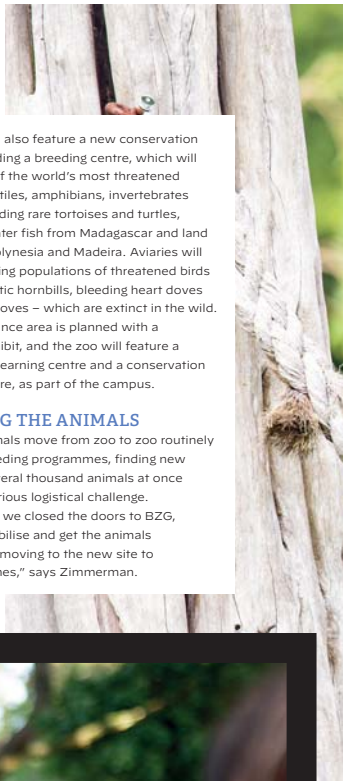 also feature a new conservation
ding a breeding centre, which will
f the world's most threatened
tiles, amphibians, invertebrates
ding rare tortoises and turtles,
ter fish from Madagascar and land
olynesia and Madeira. Aviaries will
ing populations of threatened birds
tic hornbills, bleeding heart doves
oves – which are extinct in the wild.
nce area is planned with a
ibit, and the zoo will feature a
earning centre and a conservation
re, as part of the campus.
G THE ANIMALS
nals move from zoo to zoo routinely
eding programmes, finding new
veral thousand animals at once
rious logistical challenge.
we closed the doors to BZG,
bilise and get the animals
moving to the new site to
nes," says Zimmerman.